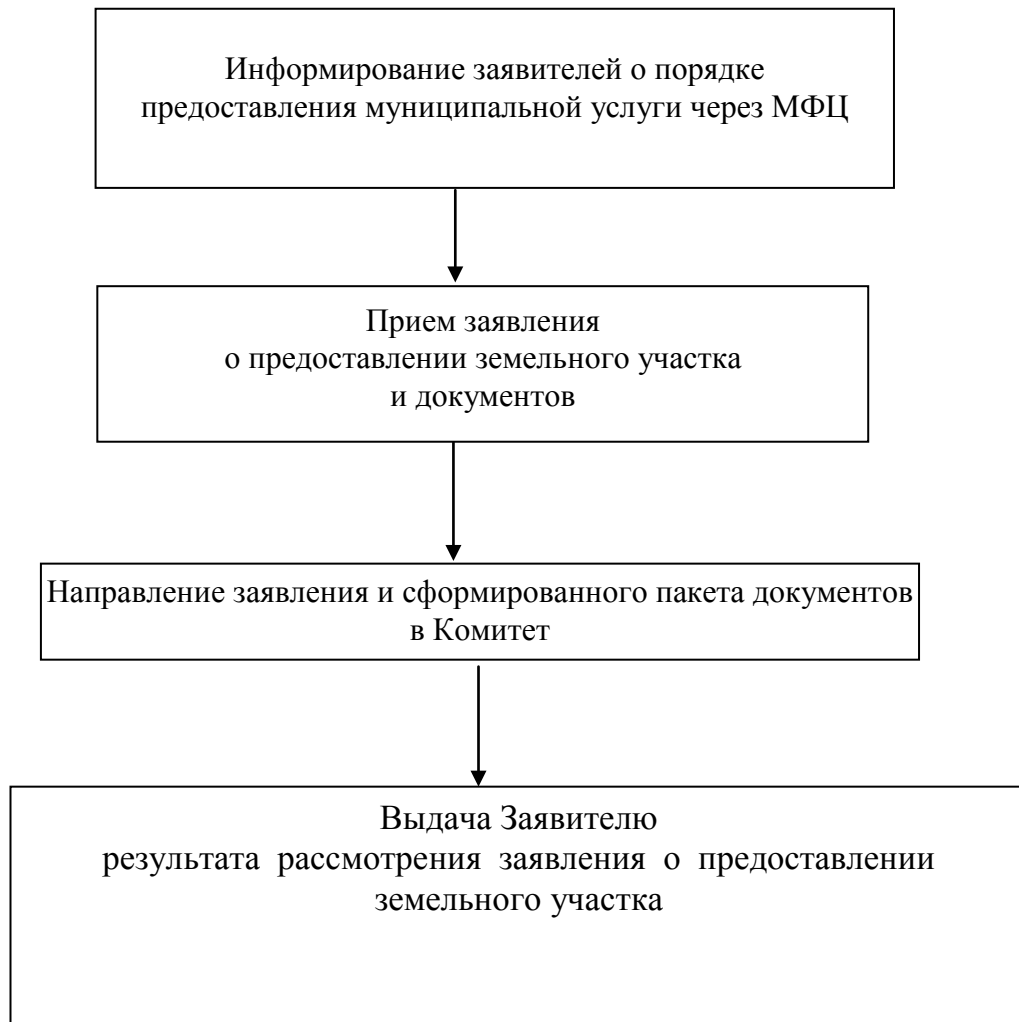 Информирование заявителей о порядке
предоставления муниципальной услуги через МФЦ
Прием заявления
о предоставлении земельного участка
и документов
Направление заявления и сформированного пакета документов
в Комитет
Выдача Заявителю
результата рассмотрения заявления о предоставлении
земельного участка